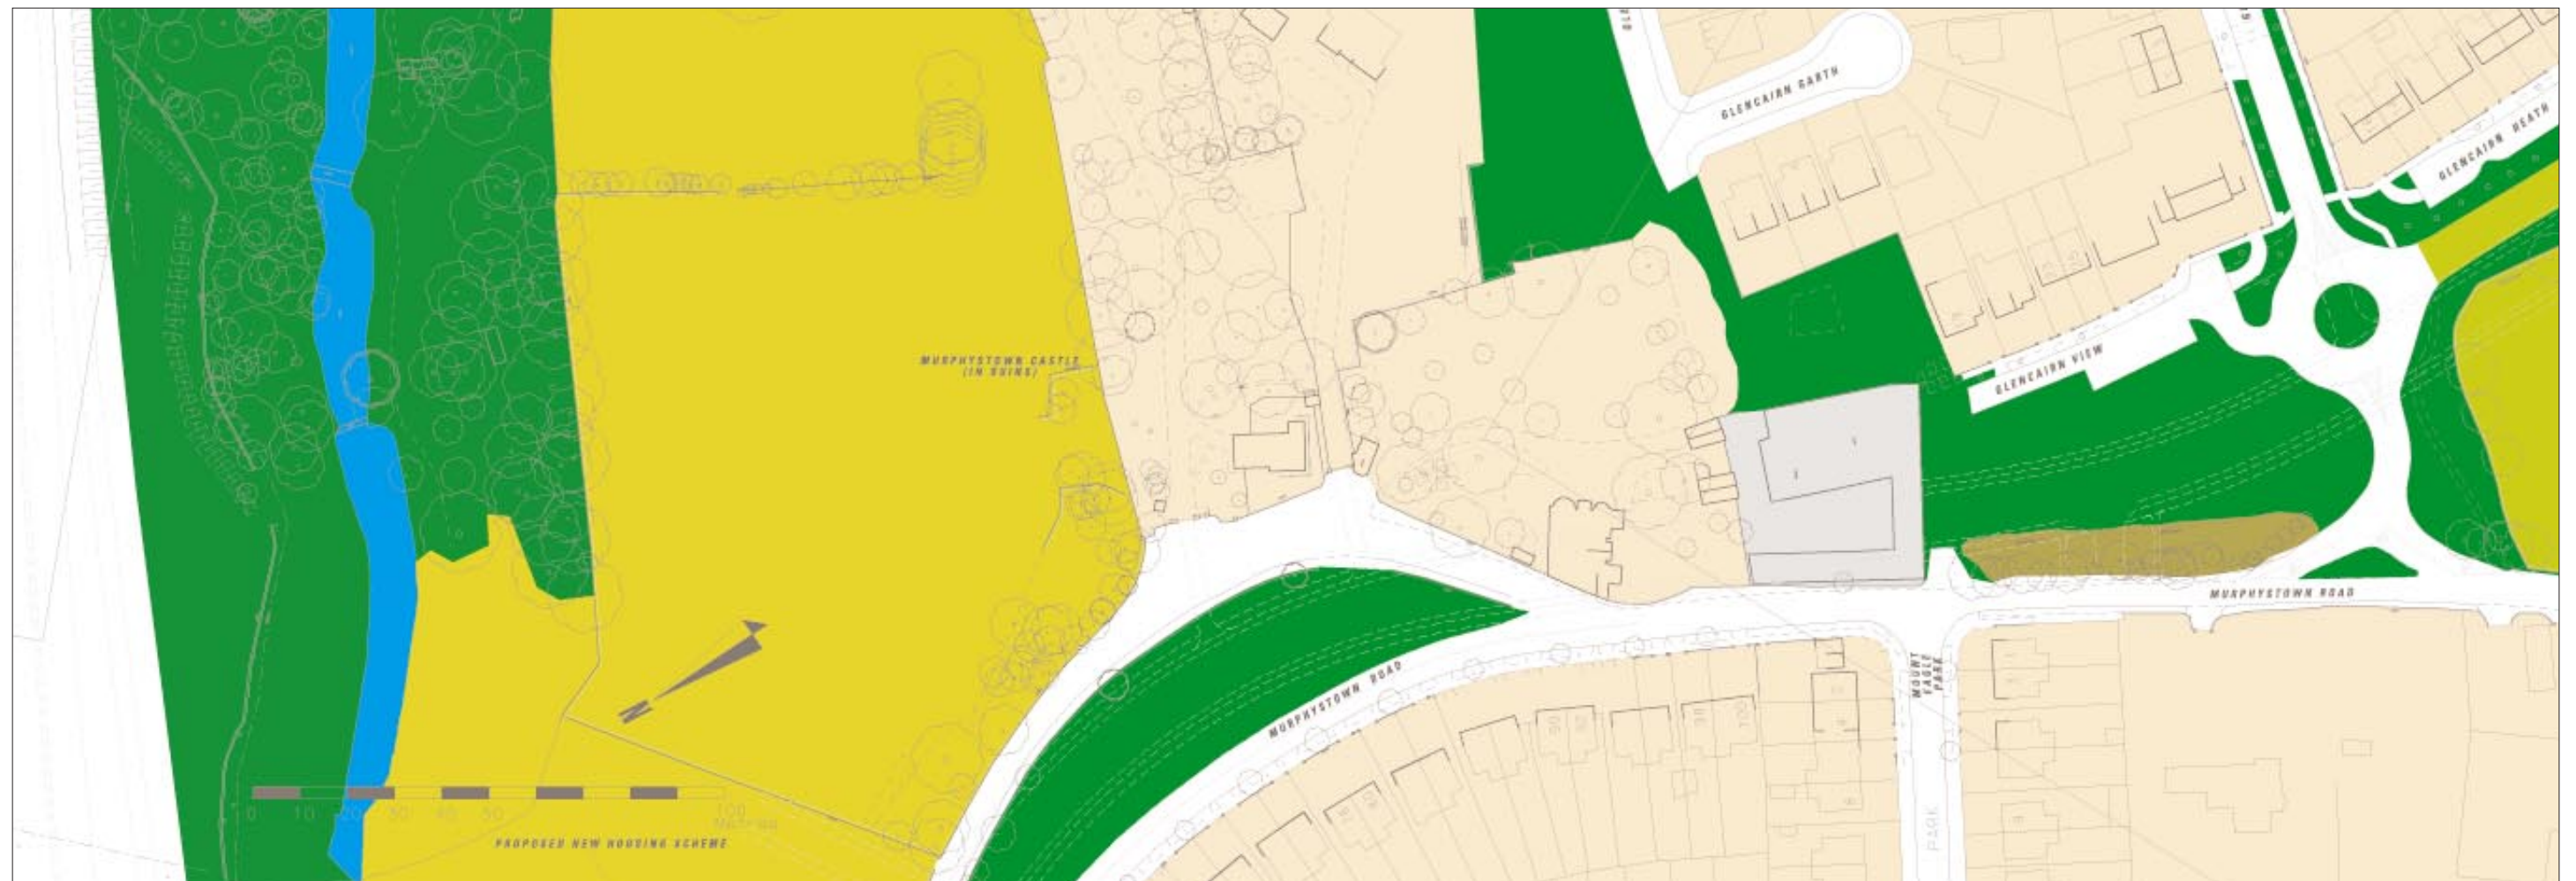 GLENCAIRN GARTH
GLENCAIRN HEATH
MURPHYSTOWN CASTLE
(IN RUINS)
GLENCAIRN VIEW
MURPHYSTOWN ROAD
MURPHYSTOWN ROAD
MOUNT
EAGLE
PARK
N
0 10 20 30 40 50 100
PARK
PROPOSED NEW HOUSING SCHEME